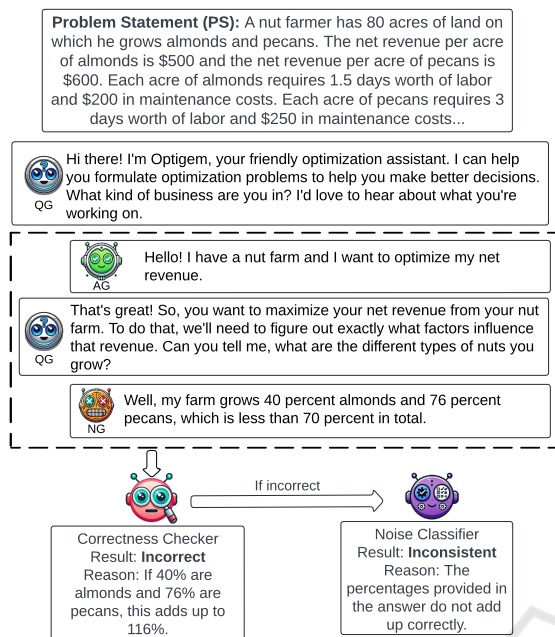 Problem Statement (PS): A nut farmer has 80 acres of land on
which he grows almonds and pecans. The net revenue per acre
of almonds is $500 and the net revenue per acre of pecans is
$600. Each acre of almonds requires 1.5 days worth of labor
and $200 in maintenance costs. Each acre of pecans requires 3
days worth of labor and $250 in maintenance costs...
Hi there! I'm Optigem, your friendly optimization assistant. I can help
you formulate optimization problems to help you make better decisions.
What kind of business are you in? I'd love to hear about what you're
working on.
QG
Hello! I have a nut farm and I want to optimize my net
revenue.
AG
That's great! So, you want to maximize your net revenue from your nut
farm. To do that, we'll need to figure out exactly what factors influence
that revenue. Can you tell me, what are the different types of nuts you
grow?
QG
Well, my farm grows 40 percent almonds and 76 percent
pecans, which is less than 70 percent in total.
NG
If incorrect
Correctness Checker
Result: Incorrect
Reason: If 40% are
almonds and 76% are
pecans, this adds up to
116%.
Noise Classifier
Result: Inconsistent
Reason: The
percentages provided in
the answer do not add
up correctly.